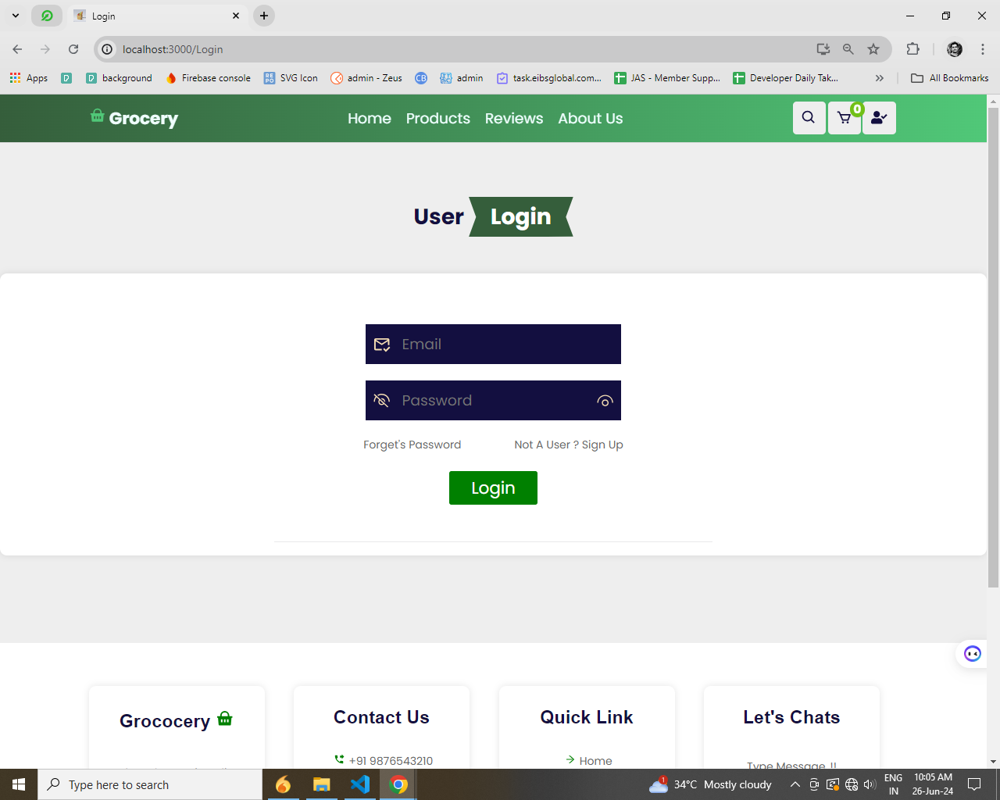 Login
localhost:3000/Login
Apps
background
Firebase console
REPO
SVG Icon
admin - Zeus
CB
admin
task.eibsglobal.com...
JAS - Member Supp...
Developer Daily Tak...
All Bookmarks
Grocery
Home
Products
Reviews
About Us
0
User Login
Email
Password
Forget's Password
Not A User ? Sign Up
Login
Grococery
Contact Us
Quick Link
Let's Chats
+91 9876543210
Home
Type Message..!!
Type here to search
1
34°C Mostly cloudy
ENG
IN
10:05 AM
26-Jun-24